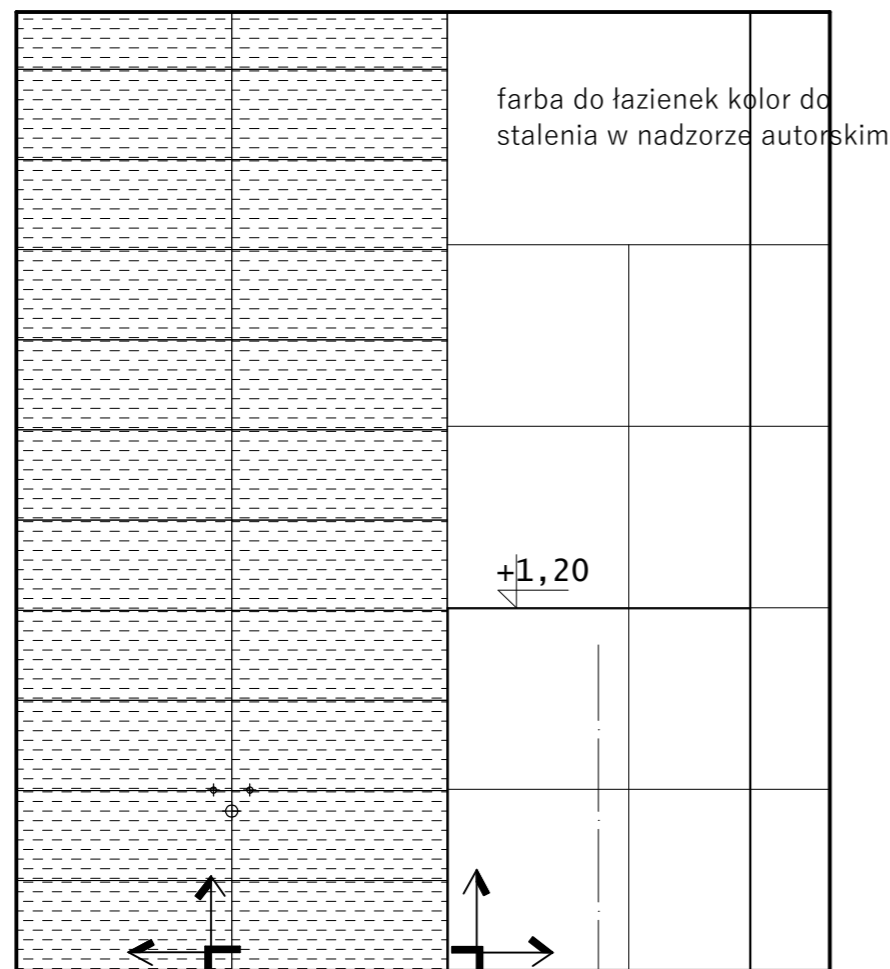 farba do łazienek kolor do
stalenia w nadzorze autorskim
+1,20